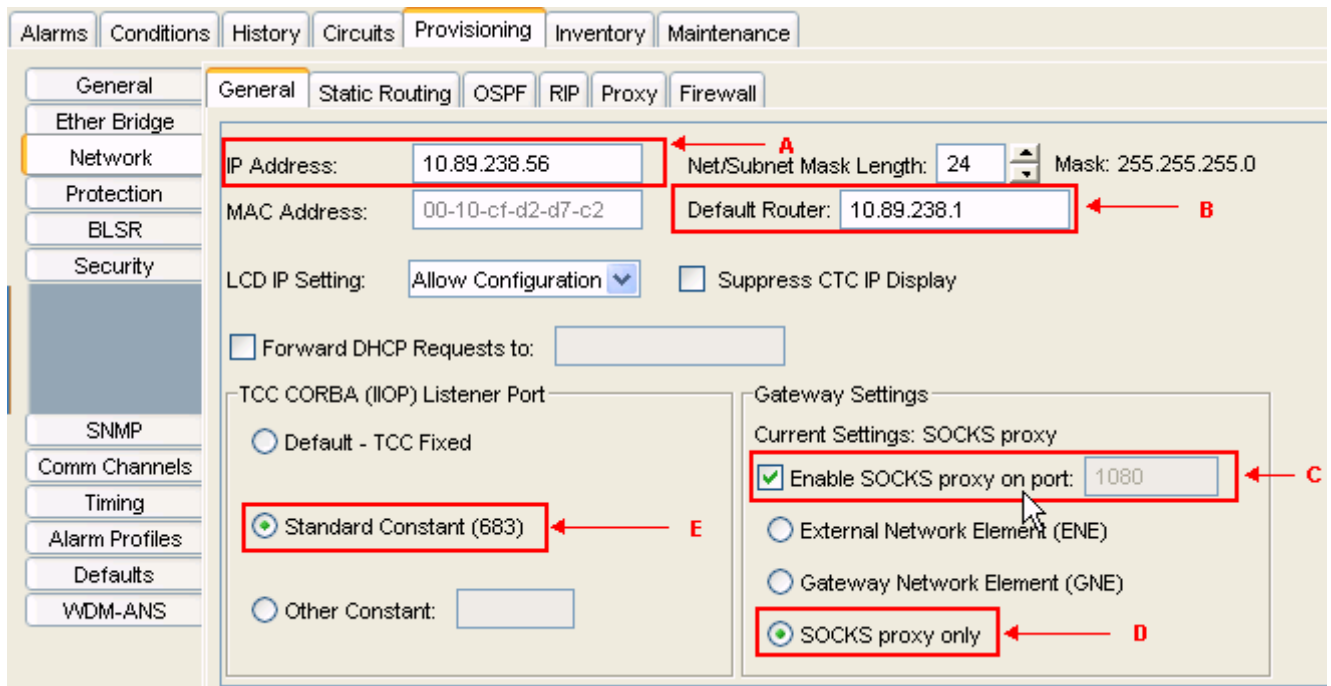 Alarms Conditions History Circuits Provisioning Inventory Maintenance
General
Ether Bridge
Network
Protection
BLSR
Security
SNMP
Comm Channels
Timing
Alarm Profiles
Defaults
WDM-ANS
General Static Routing OSPF RIP Proxy Firewall
IP Address: 10.89.238.56 A Net/Subnet Mask Length: 24 Mask: 255.255.255.0
MAC Address: 00-10-cf-d2-d7-c2 Default Router: 10.89.238.1 B
LCD IP Setting: Allow Configuration Suppress CTC IP Display
Forward DHCP Requests to:
TCC CORBA (IIOP) Listener Port
Default - TCC Fixed
Standard Constant (683) E
Other Constant:
Gateway Settings
Current Settings: SOCKS proxy
Enable SOCKS proxy on port: 1080 C
External Network Element (ENE)
Gateway Network Element (GNE)
SOCKS proxy only D